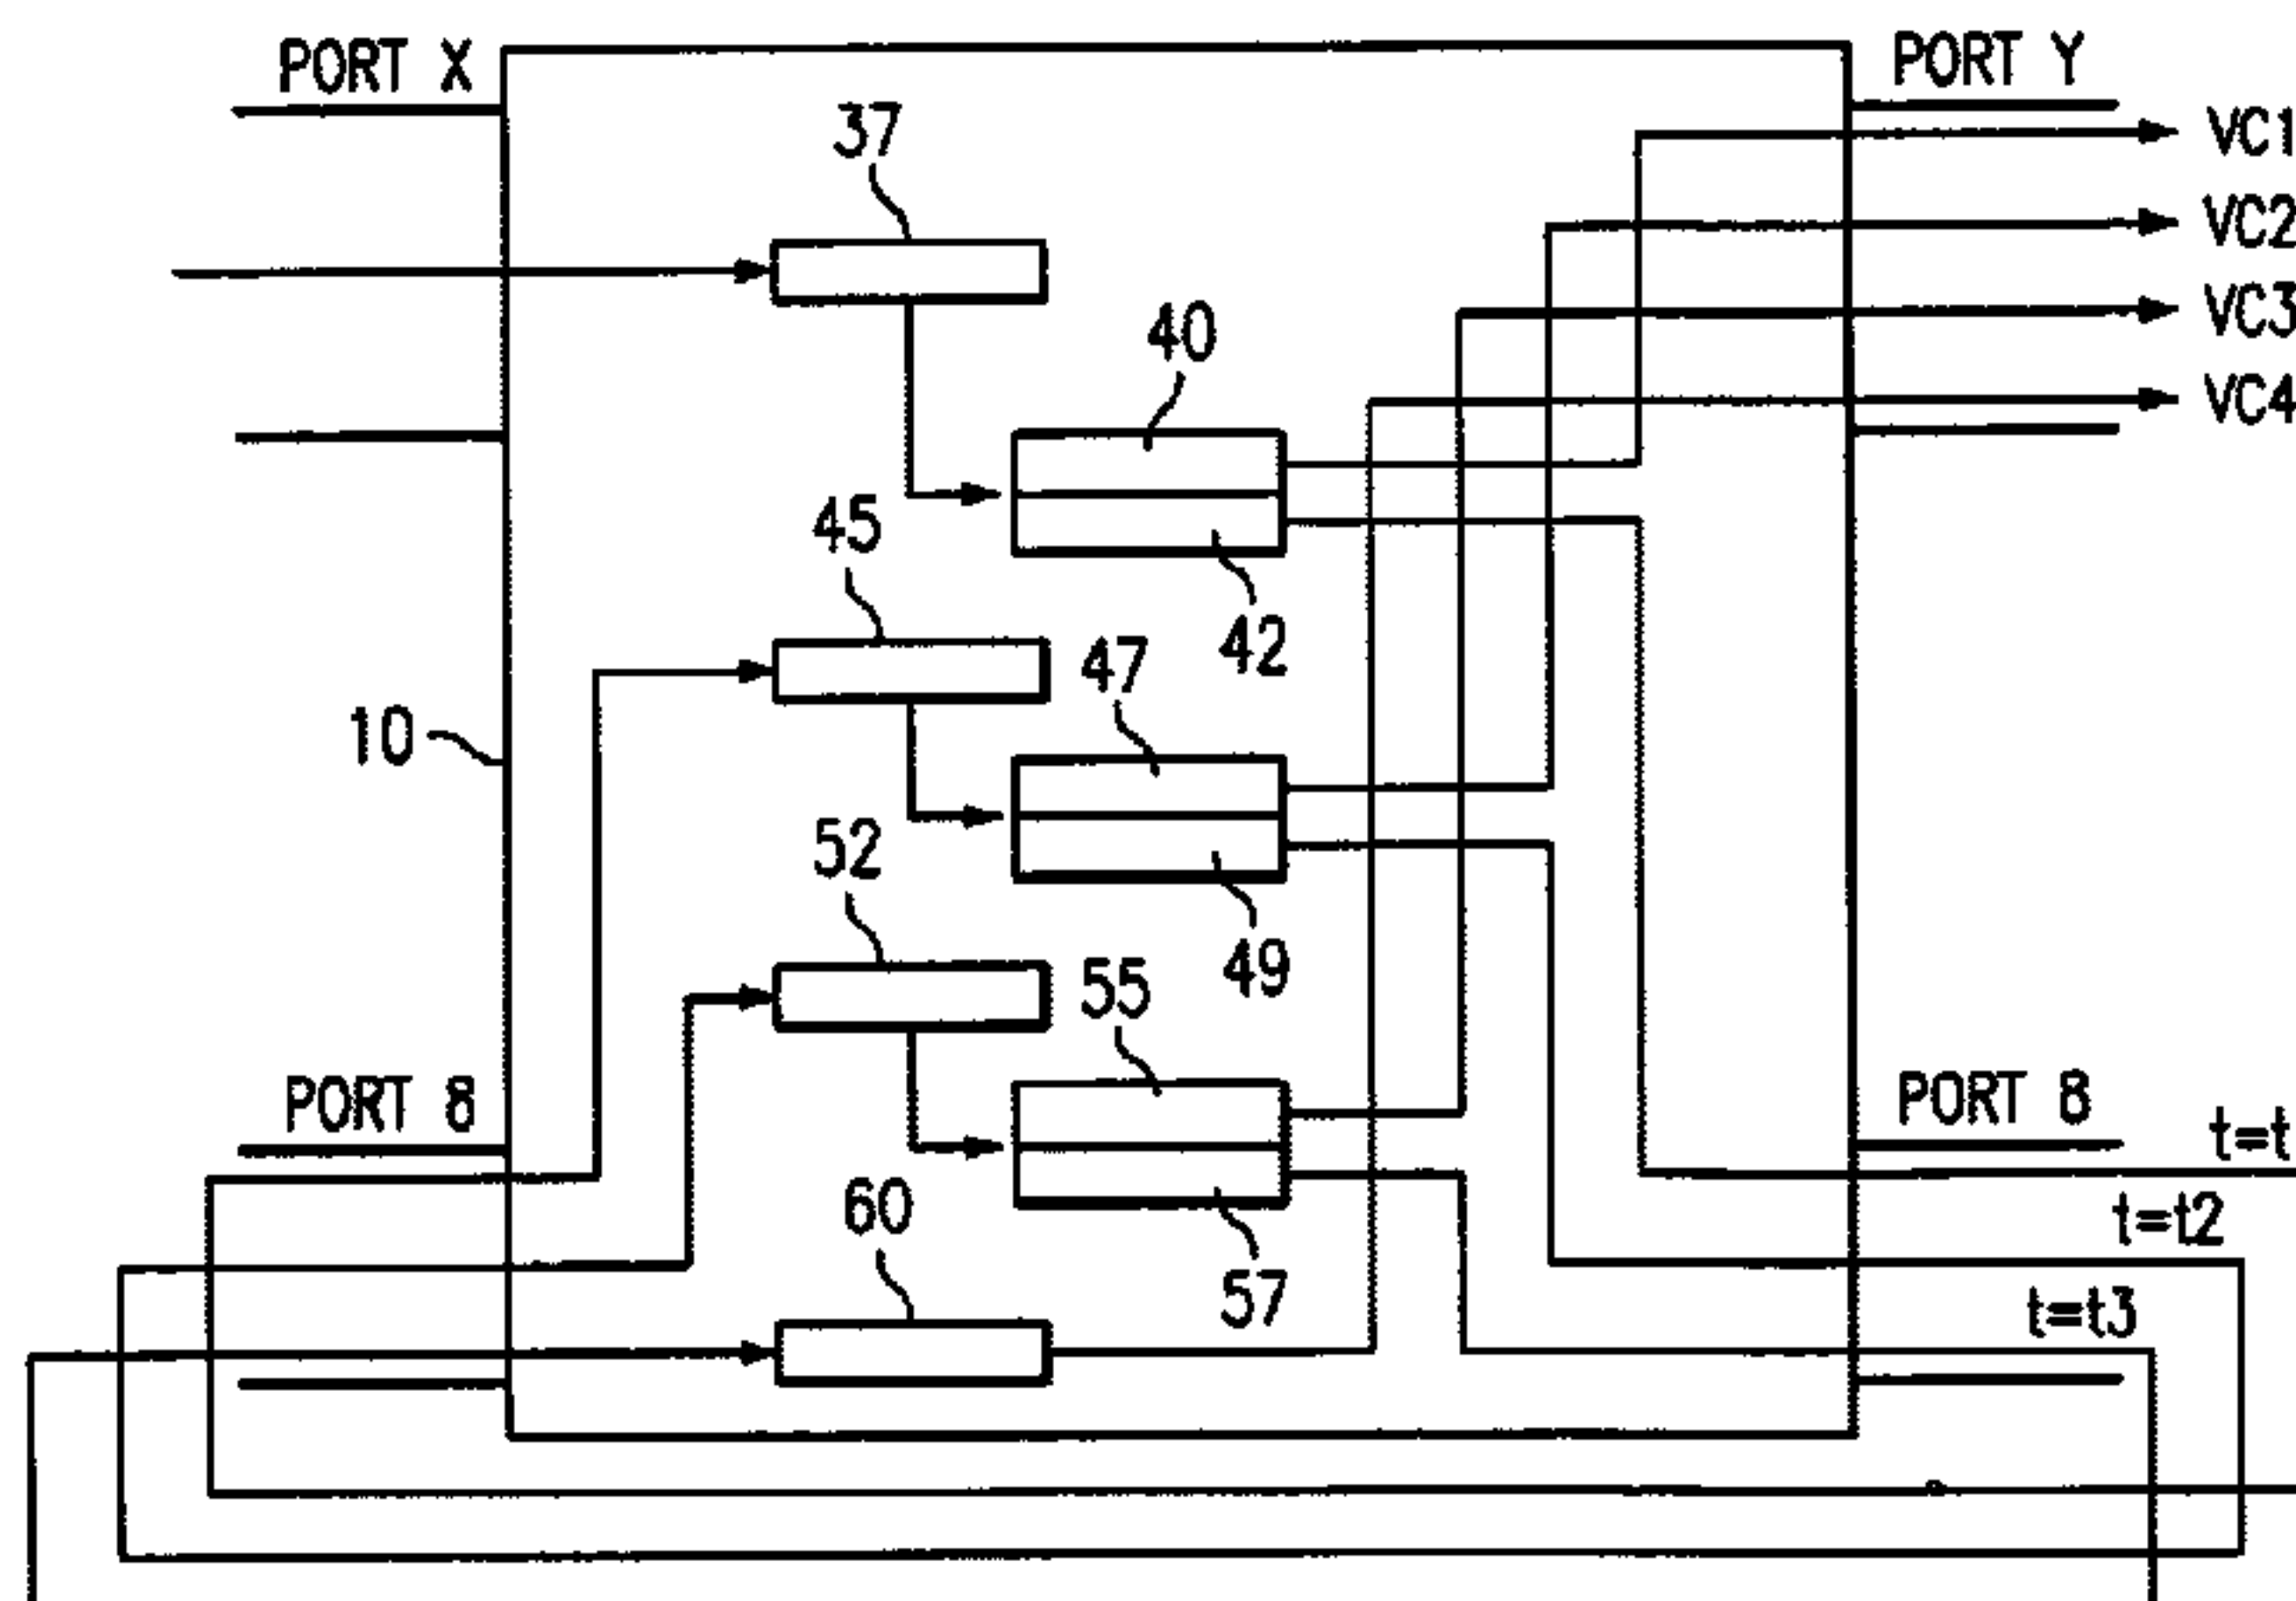 PORT X
PORT Y
37
VC1
VC2
VC3
VC4
40
45
42
47
10
52
49
55
PORT 8
PORT 8
t=t
60
t=t2
57
t=t3